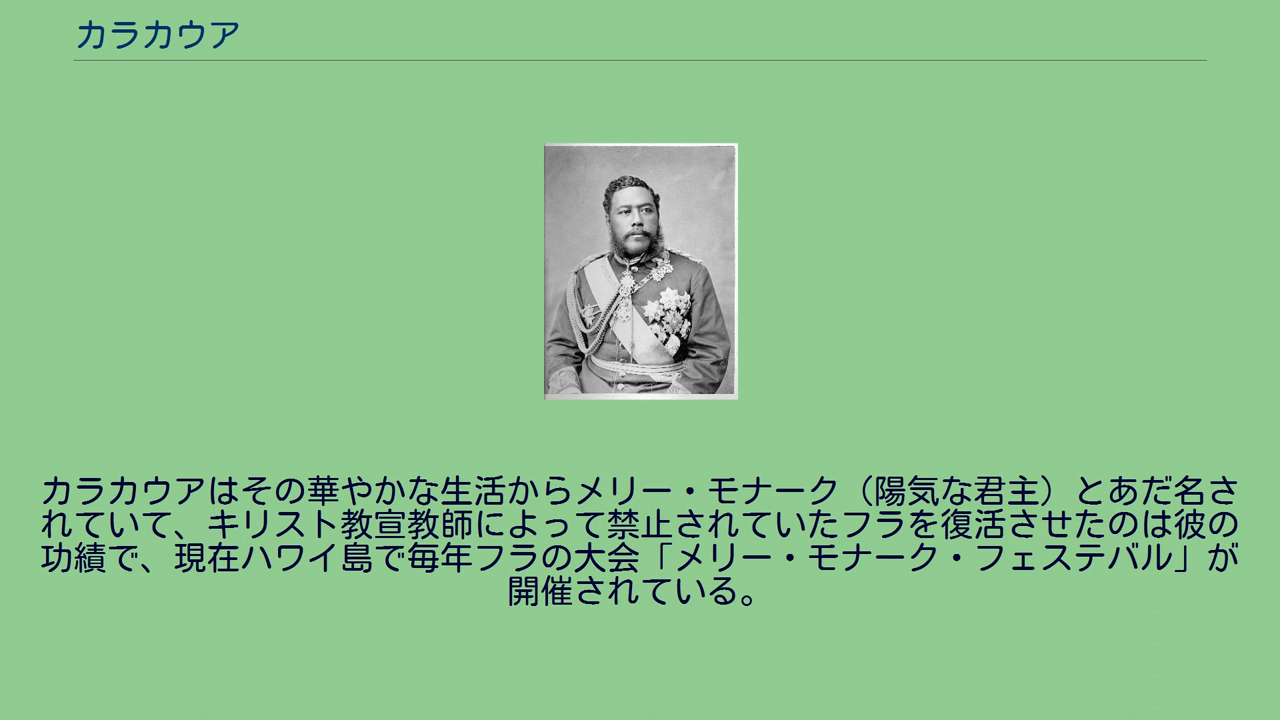 カラカウア
カラカウアはその華やかな生活からメリー・モナーク（陽気な君主）とあだ名さ
れていて、キリスト教宣教師によって禁止されていたフラを復活させたのは彼の
功績で、現在ハワイ島で毎年フラの大会「メリー・モナーク・フェステバル」が
開催されている。